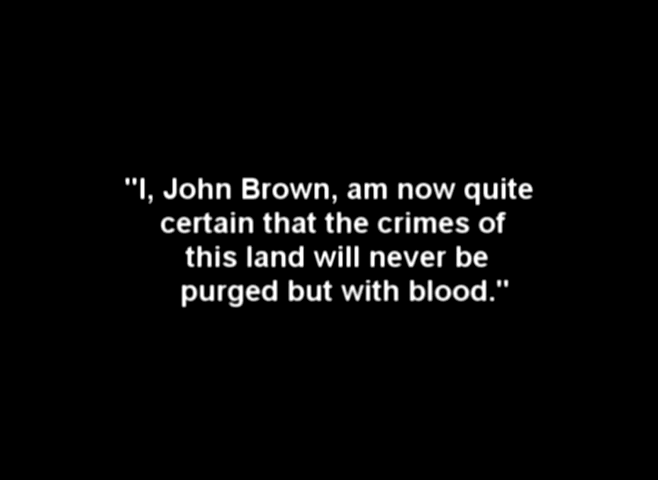 "I, John Brown, am now quite
certain that the crimes of
this land will never be
purged but with blood."